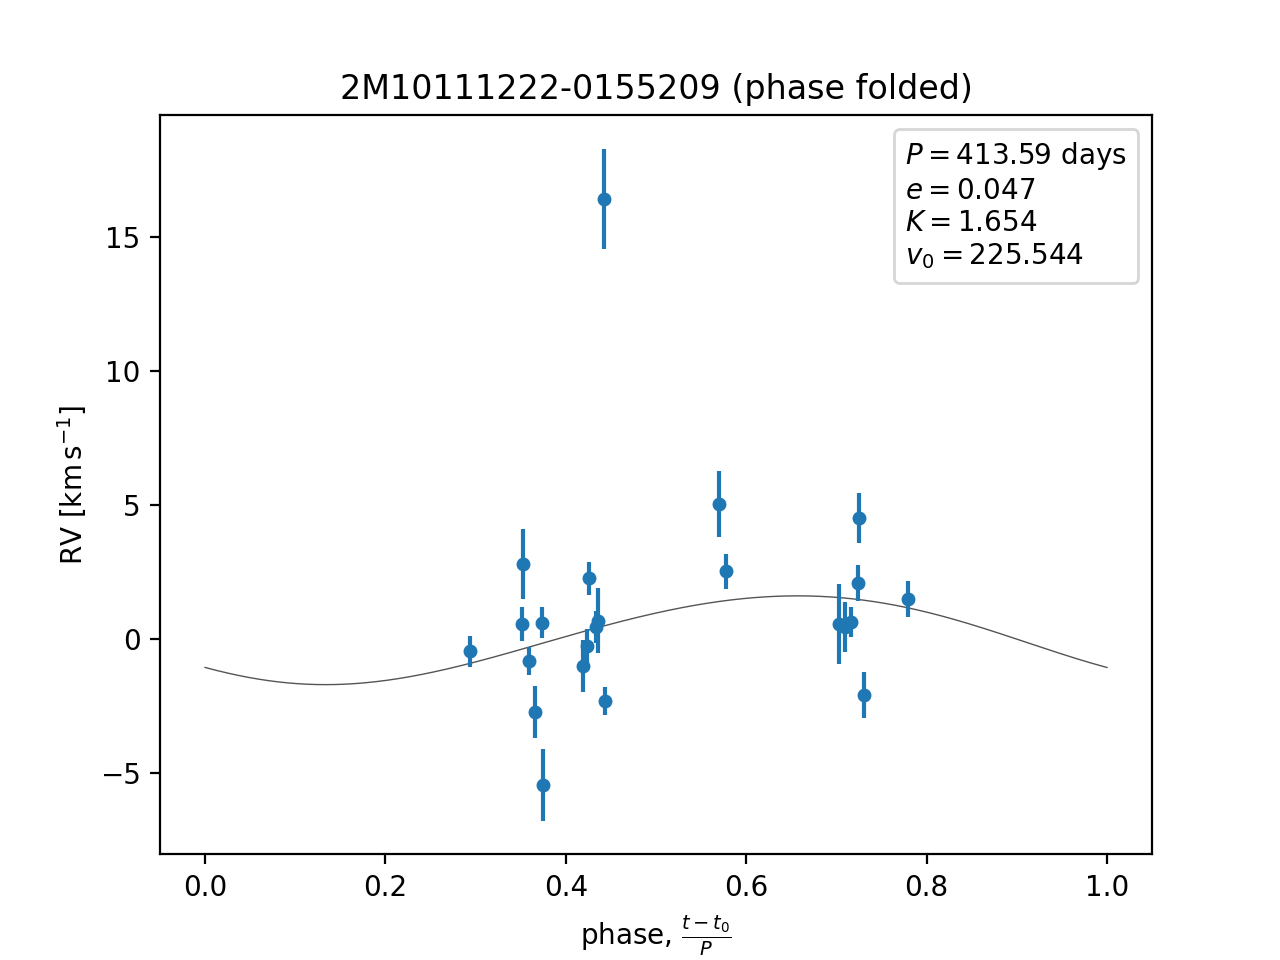 2M10111222-0155209 (phase folded)
P = 413.59 days
e = 0.047
K = 1.654
v₀ = 225.544
15
10
5
0
−5
RV [km s⁻¹]
0.0 0.2 0.4 0.6 0.8 1.0
phase, (t − t₀)/P